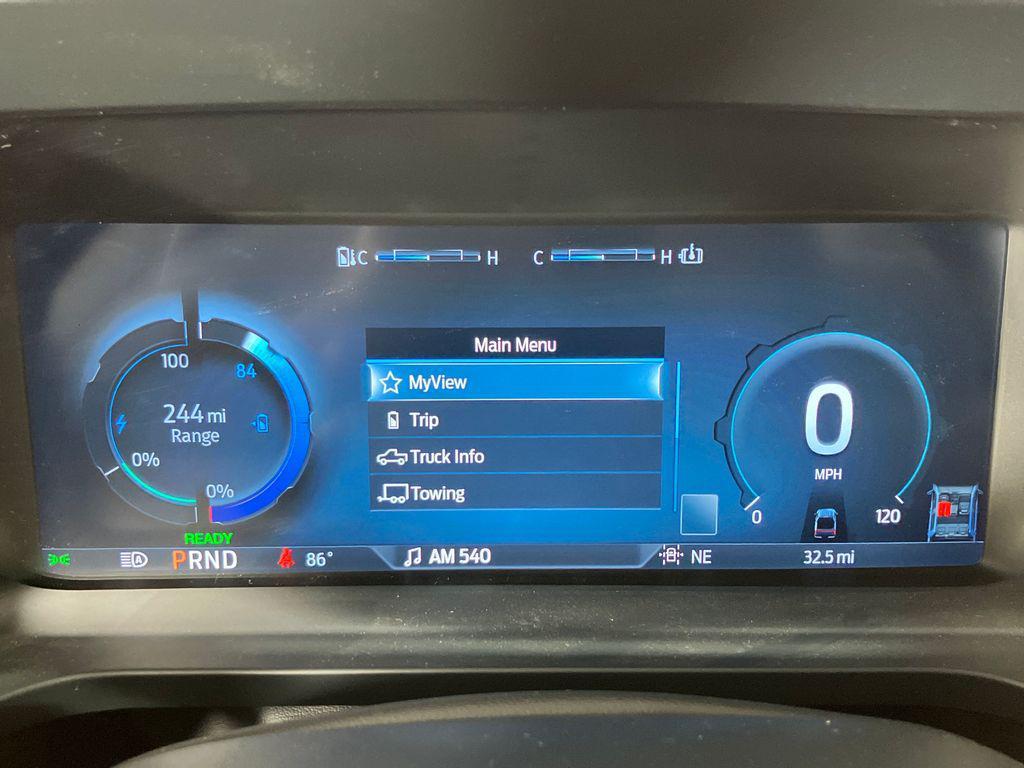 C H C H
Main Menu
MyView
Trip
Truck Info
Towing
100 84
244 mi
Range
0%
0%
0
MPH
0 120
READY
A PRND 86° AM 540 NE 32.5 mi